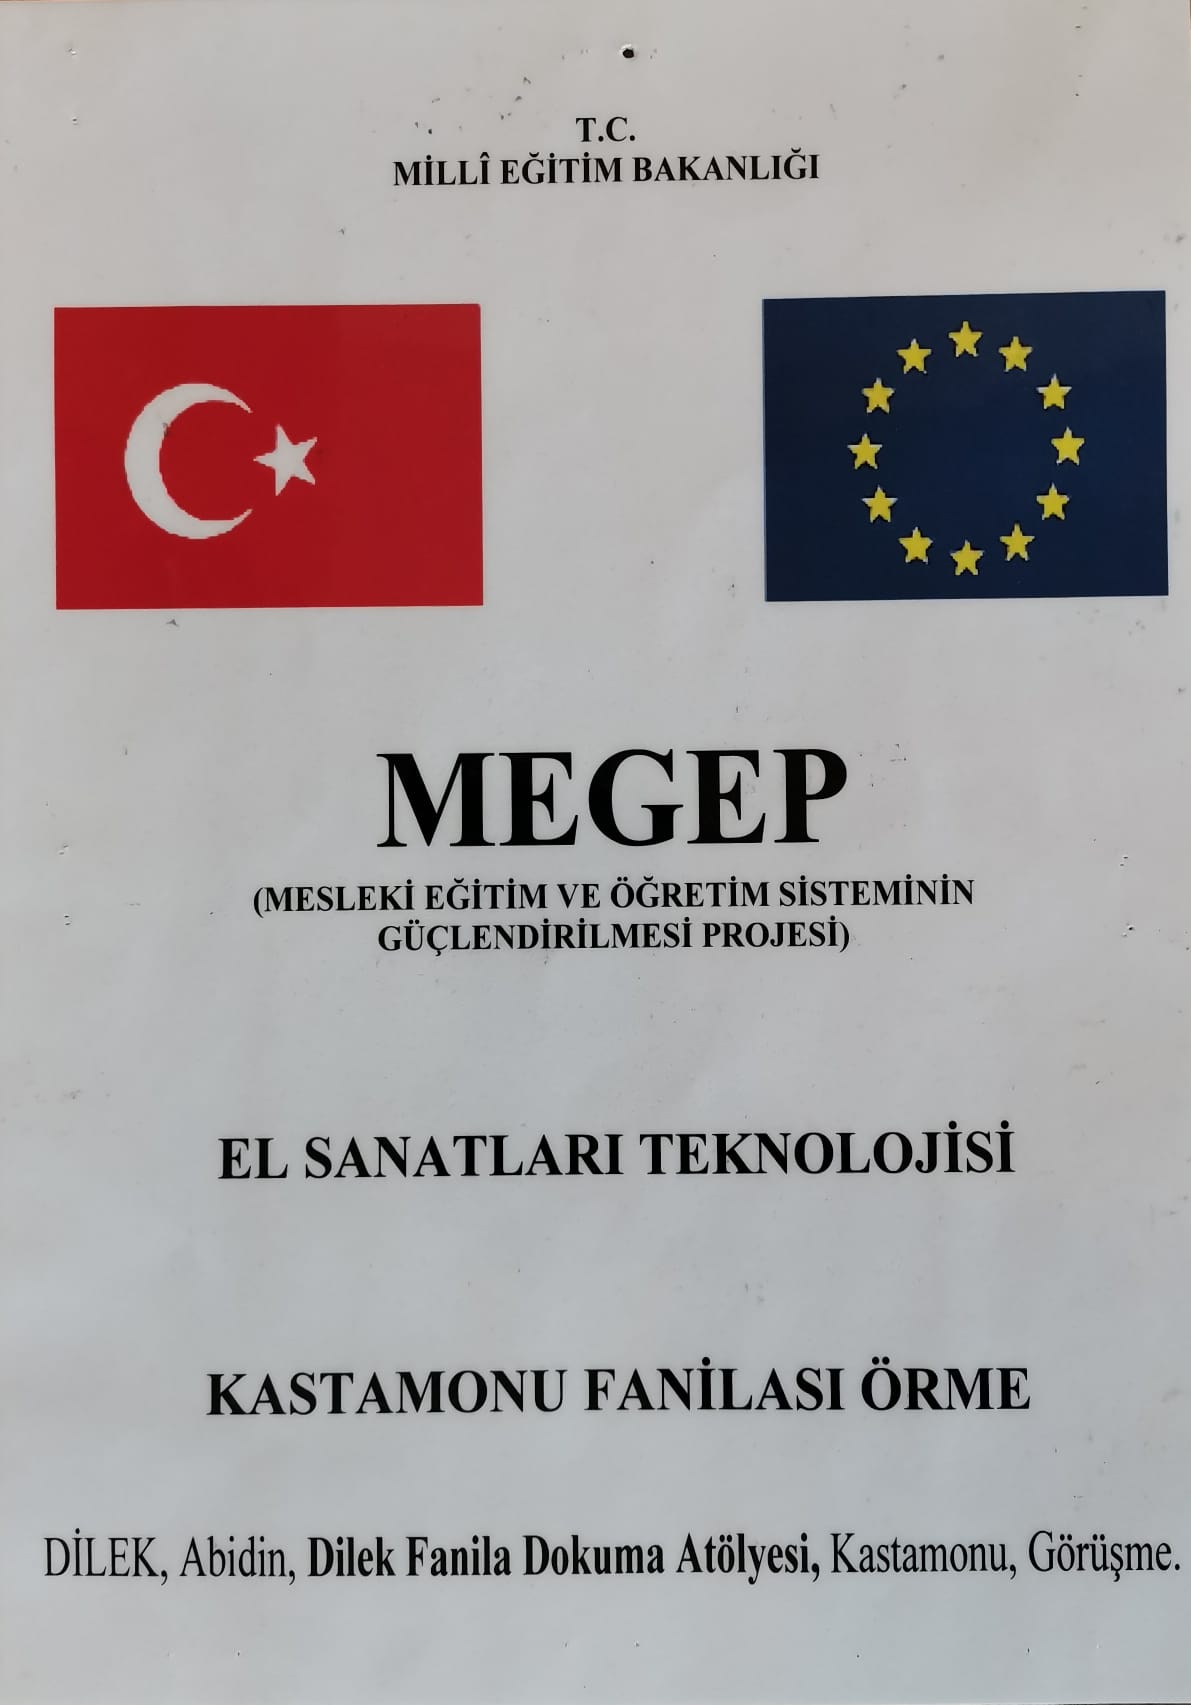 T.C.
MİLLÎ EĞİTİM BAKANLIĞI
MEGEP
(MESLEKİ EĞİTİM VE ÖĞRETİM SİSTEMİNİN
GÜÇLENDİRİLMESİ PROJESİ)
EL SANATLARI TEKNOLOJİSİ
KASTAMONU FANİLASI ÖRME
DİLEK, Abidin, Dilek Fanila Dokuma Atölyesi, Kastamonu, Görüşme.